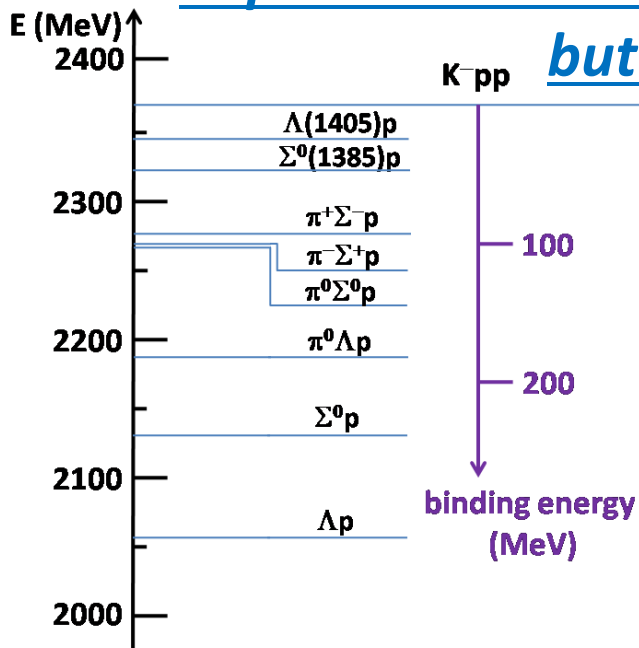 E (MeV)
but
2400
K⁻pp
Λ(1405)p
Σ⁰(1385)p
2300
π⁺Σ⁻p
100
π⁻Σ⁺p
π⁰Σ⁰p
2200
π⁰Λp
200
Σ⁰p
2100
binding energy
(MeV)
Λp
2000